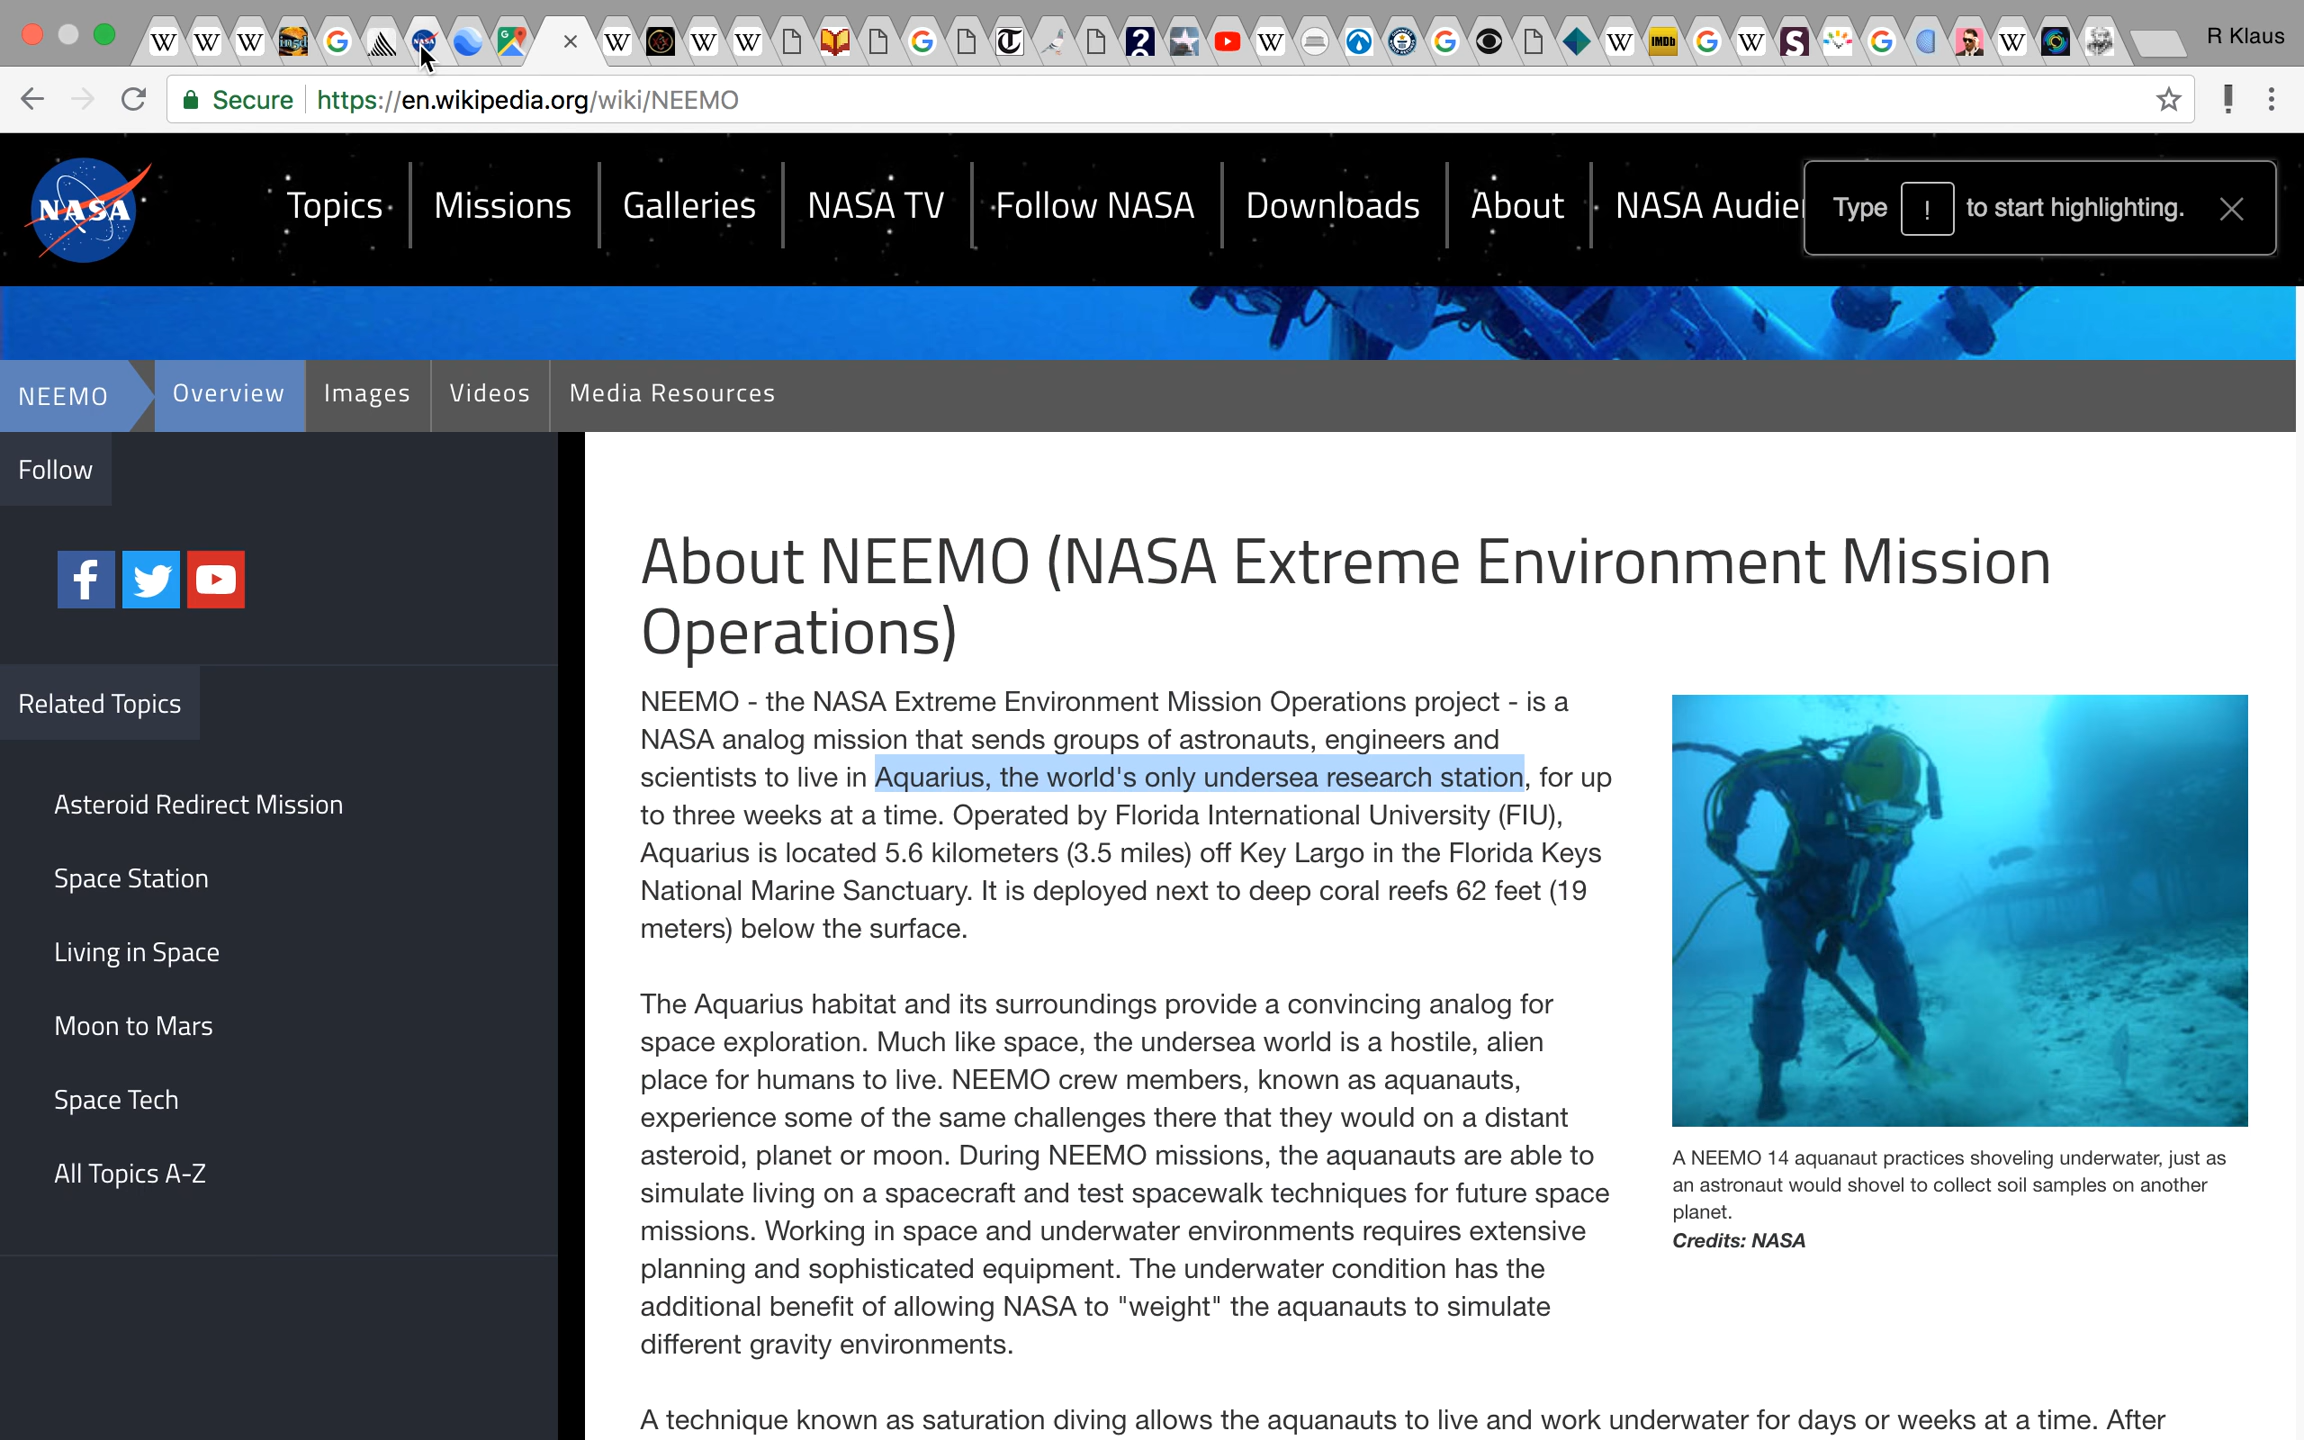 R Klaus
Secure https://en.wikipedia.org/wiki/NEEMO
NASA Topics Missions Galleries NASA TV Follow NASA Downloads About NASA Audie
Type ! to start highlighting.
NEEMO Overview Images Videos Media Resources
Follow
Related Topics
Asteroid Redirect Mission
Space Station
Living in Space
Moon to Mars
Space Tech
All Topics A-Z
About NEEMO (NASA Extreme Environment Mission
Operations)
NEEMO - the NASA Extreme Environment Mission Operations project - is a
NASA analog mission that sends groups of astronauts, engineers and
scientists to live in Aquarius, the world's only undersea research station, for up
to three weeks at a time. Operated by Florida International University (FIU),
Aquarius is located 5.6 kilometers (3.5 miles) off Key Largo in the Florida Keys
National Marine Sanctuary. It is deployed next to deep coral reefs 62 feet (19
meters) below the surface.
The Aquarius habitat and its surroundings provide a convincing analog for
space exploration. Much like space, the undersea world is a hostile, alien
place for humans to live. NEEMO crew members, known as aquanauts,
experience some of the same challenges there that they would on a distant
asteroid, planet or moon. During NEEMO missions, the aquanauts are able to
simulate living on a spacecraft and test spacewalk techniques for future space
missions. Working in space and underwater environments requires extensive
planning and sophisticated equipment. The underwater condition has the
additional benefit of allowing NASA to "weight" the aquanauts to simulate
different gravity environments.
A technique known as saturation diving allows the aquanauts to live and work underwater for days or weeks at a time. After
A NEEMO 14 aquanaut practices shoveling underwater, just as
an astronaut would shovel to collect soil samples on another
planet.
Credits: NASA